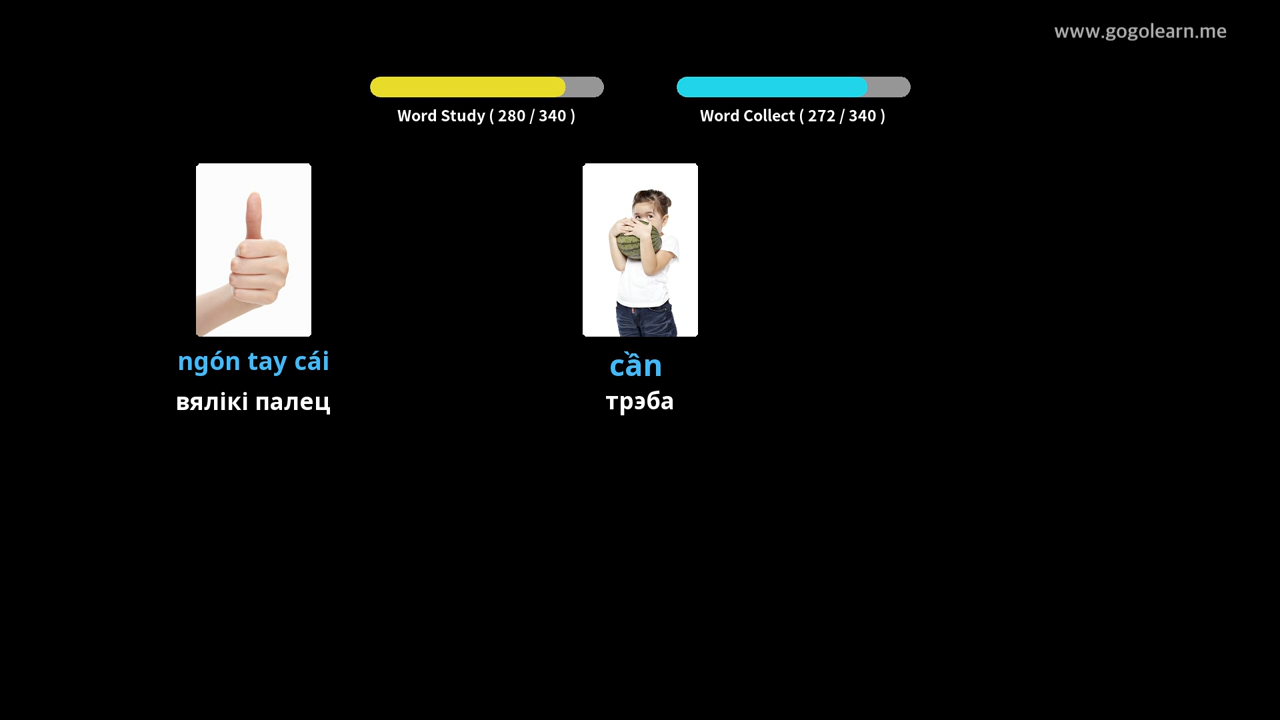 www.gogolearn.me
Word Study ( 280 / 340 )
Word Collect ( 272 / 340 )
ngón tay cái
вялікі палец
cần
трэба